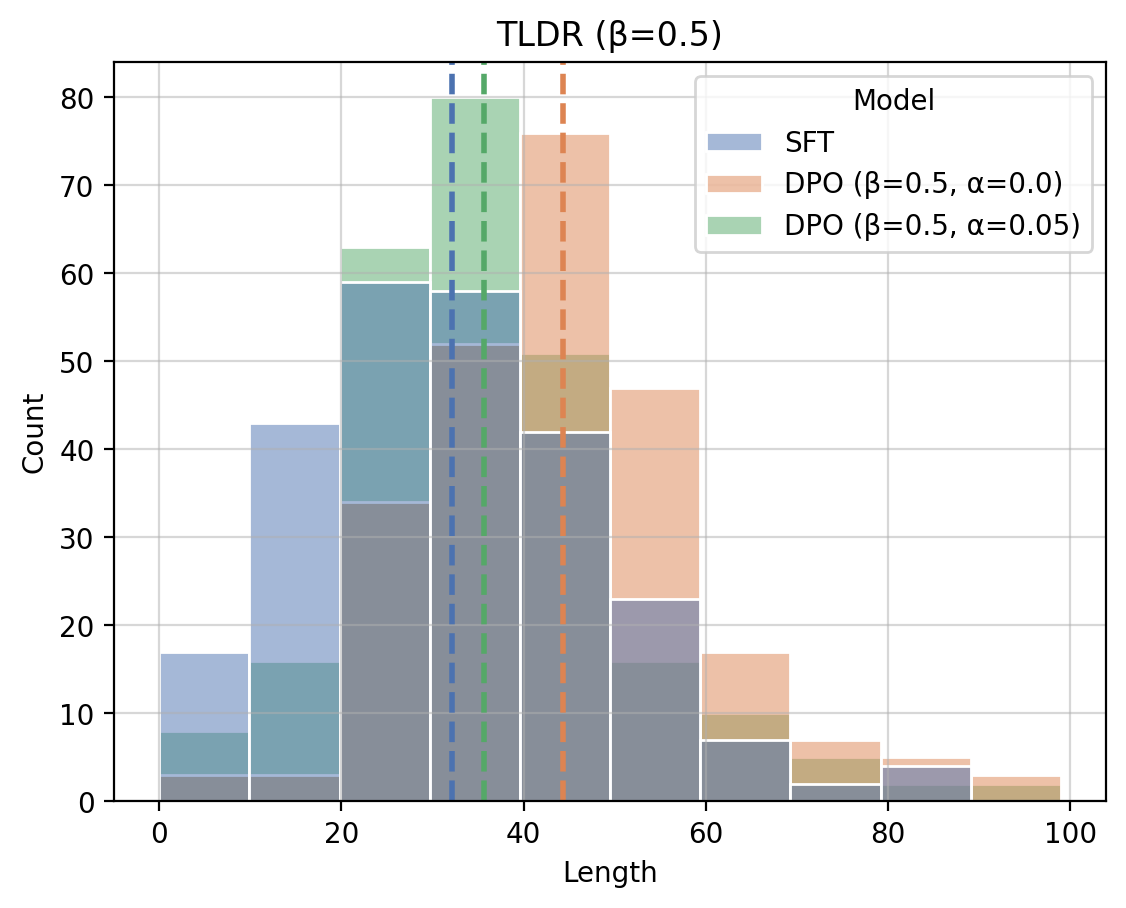 TLDR (β=0.5)
Model
SFT
DPO (β=0.5, α=0.0)
DPO (β=0.5, α=0.05)
Count
80
70
60
50
40
30
20
10
0
0 20 40 60 80 100
Length